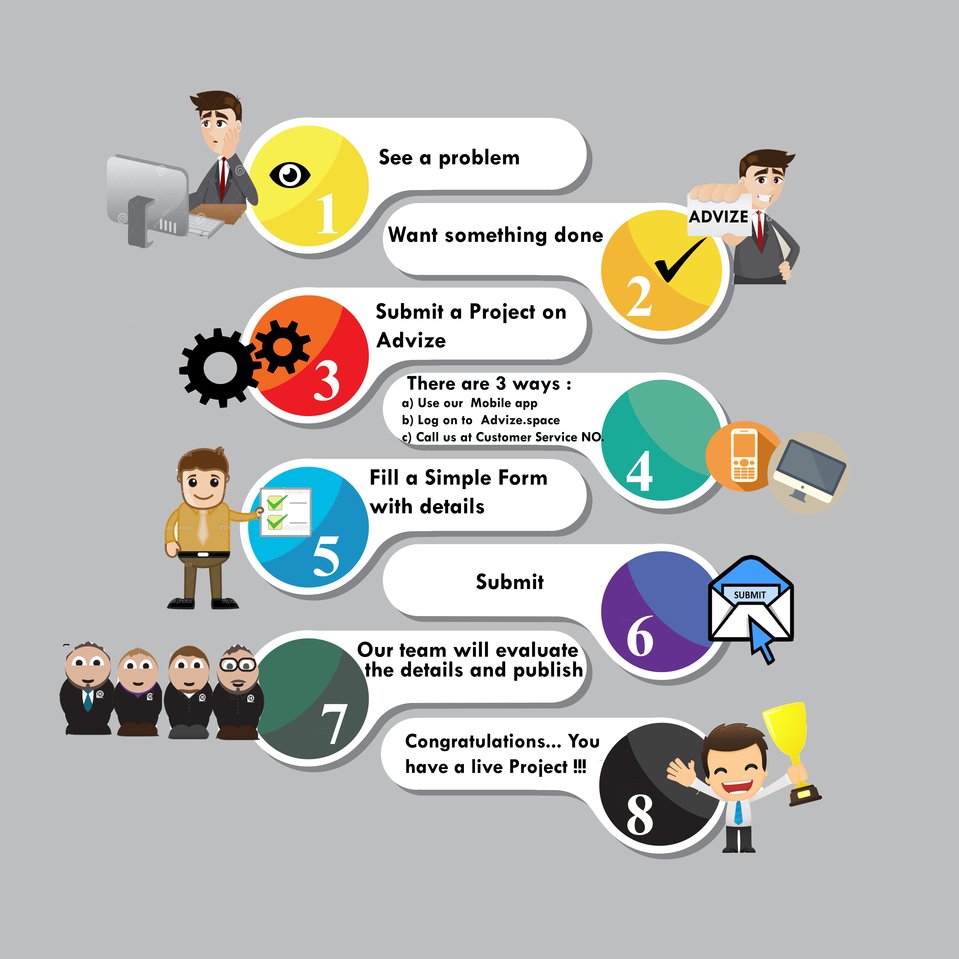 See a problem
1
ADVIZE
Want something done
2
Submit a Project on
Advize
3
There are 3 ways :
a) Use our Mobile app
b) Log on to Advize.space
c) Call us at Customer Service NO.
4
Fill a Simple Form
with details
5
Submit
SUBMIT
6
Our team will evaluate
the details and publish
7
Congratulations... You
have a live Project !!!
8